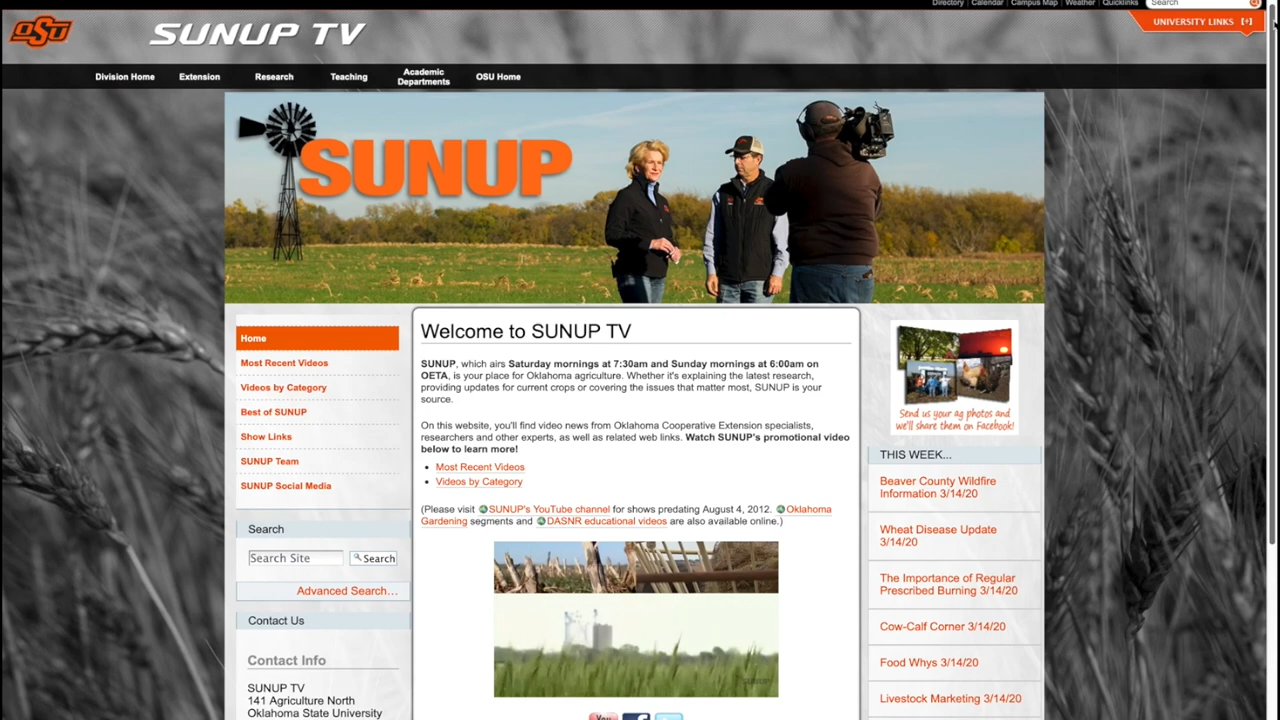 Directory | Calendar | Campus Map | Weather | Quicklinks
Search
OSU
SUNUP TV
UNIVERSITY LINKS [+]
Division Home
Extension
Research
Teaching
Academic
Departments
OSU Home
SUNUP
Home
Most Recent Videos
Videos by Category
Best of SUNUP
Show Links
SUNUP Team
SUNUP Social Media
Search
Search Site
Search
Advanced Search…
Contact Us
Contact Info
SUNUP TV
141 Agriculture North
Oklahoma State University
Welcome to SUNUP TV
SUNUP, which airs Saturday mornings at 7:30am and Sunday mornings at 6:00am on
OETA, is your place for Oklahoma agriculture. Whether it's explaining the latest research,
providing updates for current crops or covering the issues that matter most, SUNUP is your
source.
On this website, you'll find video news from Oklahoma Cooperative Extension specialists,
researchers and other experts, as well as related web links. Watch SUNUP's promotional video
below to learn more!
• Most Recent Videos
• Videos by Category
(Please visit SUNUP's YouTube channel for shows predating August 4, 2012. Oklahoma
Gardening segments and DASNR educational videos are also available online.)
SUNUP
You
Send us your ag photos and
we'll share them on Facebook!
THIS WEEK...
Beaver County Wildfire
Information 3/14/20
Wheat Disease Update
3/14/20
The Importance of Regular
Prescribed Burning 3/14/20
Cow-Calf Corner 3/14/20
Food Whys 3/14/20
Livestock Marketing 3/14/20